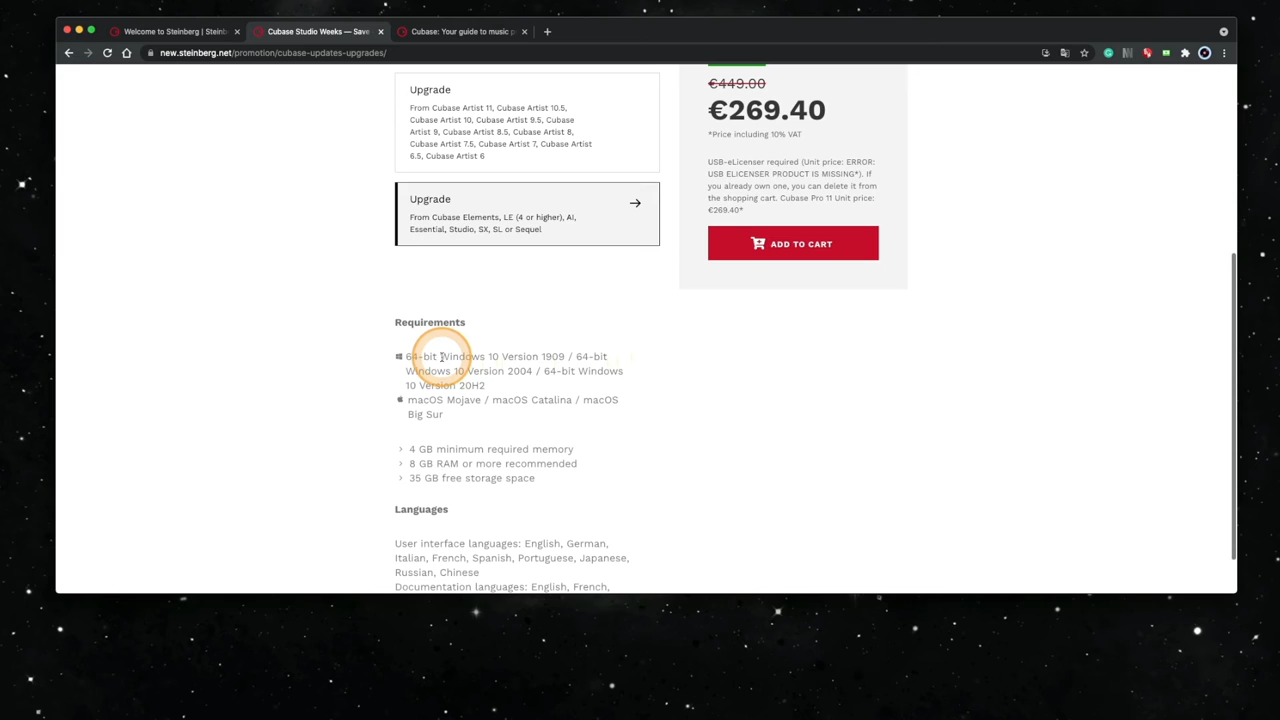 Welcome to Steinberg | Steinb
Cubase Studio Weeks — Save
Cubase: Your guide to music p
new.steinberg.net/promotion/cubase-updates-upgrades/
Upgrade
From Cubase Artist 11, Cubase Artist 10.5,
Cubase Artist 10, Cubase Artist 9.5, Cubase
Artist 9, Cubase Artist 8.5, Cubase Artist 8,
Cubase Artist 7.5, Cubase Artist 7, Cubase Artist
6.5, Cubase Artist 6
Upgrade
From Cubase Elements, LE (4 or higher), AI,
Essential, Studio, SX, SL or Sequel
€449.00
€269.40
*Price including 10% VAT
USB-eLicenser required (Unit price: ERROR:
USB ELICENSER PRODUCT IS MISSING*). If
you already own one, you can delete it from
the shopping cart. Cubase Pro 11 Unit price:
€269.40*
ADD TO CART
Requirements
64-bit Windows 10 Version 1909 / 64-bit
Windows 10 Version 2004 / 64-bit Windows
10 Version 20H2
macOS Mojave / macOS Catalina / macOS
Big Sur
4 GB minimum required memory
8 GB RAM or more recommended
35 GB free storage space
Languages
User interface languages: English, German,
Italian, French, Spanish, Portuguese, Japanese,
Russian, Chinese
Documentation languages: English, French,